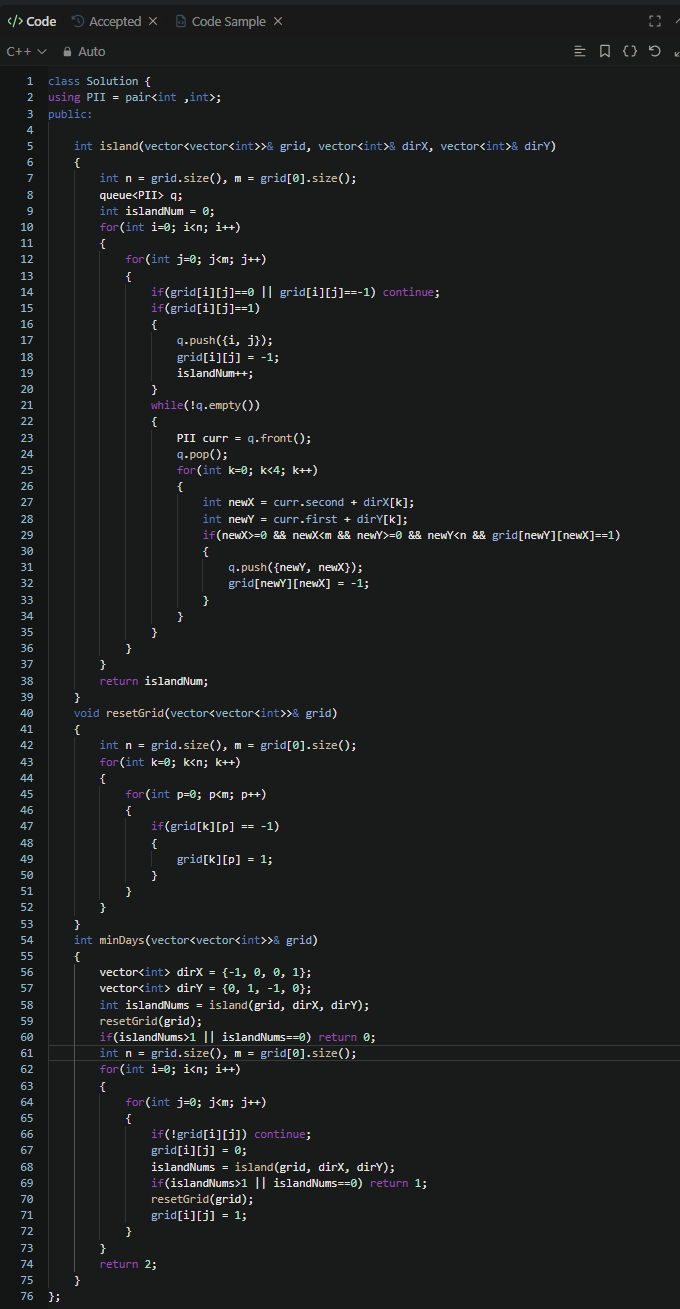 </> Code Accepted × Code Sample ×
C++ Auto
1 class Solution {
2 using PII = pair<int ,int>;
3 public:
4
5     int island(vector<vector<int>>& grid, vector<int>& dirX, vector<int>& dirY)
6     {
7         int n = grid.size(), m = grid[0].size();
8         queue<PII> q;
9         int islandNum = 0;
10         for(int i=0; i<n; i++)
11         {
12             for(int j=0; j<m; j++)
13             {
14                 if(grid[i][j]==0 || grid[i][j]==-1) continue;
15                 if(grid[i][j]==1)
16                 {
17                     q.push({i, j});
18                     grid[i][j] = -1;
19                     islandNum++;
20                 }
21                 while(!q.empty())
22                 {
23                     PII curr = q.front();
24                     q.pop();
25                     for(int k=0; k<4; k++)
26                     {
27                         int newX = curr.second + dirX[k];
28                         int newY = curr.first + dirY[k];
29                         if(newX>=0 && newX<m && newY>=0 && newY<n && grid[newY][newX]==1)
30                         {
31                             q.push({newY, newX});
32                             grid[newY][newX] = -1;
33                         }
34                     }
35                 }
36             }
37         }
38         return islandNum;
39     }
40     void resetGrid(vector<vector<int>>& grid)
41     {
42         int n = grid.size(), m = grid[0].size();
43         for(int k=0; k<n; k++)
44         {
45             for(int p=0; p<m; p++)
46             {
47                 if(grid[k][p] == -1)
48                 {
49                     grid[k][p] = 1;
50                 }
51             }
52         }
53     }
54     int minDays(vector<vector<int>>& grid)
55     {
56         vector<int> dirX = {-1, 0, 0, 1};
57         vector<int> dirY = {0, 1, -1, 0};
58         int islandNums = island(grid, dirX, dirY);
59         resetGrid(grid);
60         if(islandNums>1 || islandNums==0) return 0;
61         int n = grid.size(), m = grid[0].size();
62         for(int i=0; i<n; i++)
63         {
64             for(int j=0; j<m; j++)
65             {
66                 if(!grid[i][j]) continue;
67                 grid[i][j] = 0;
68                 islandNums = island(grid, dirX, dirY);
69                 if(islandNums>1 || islandNums==0) return 1;
70                 resetGrid(grid);
71                 grid[i][j] = 1;
72             }
73         }
74         return 2;
75     }
76 };